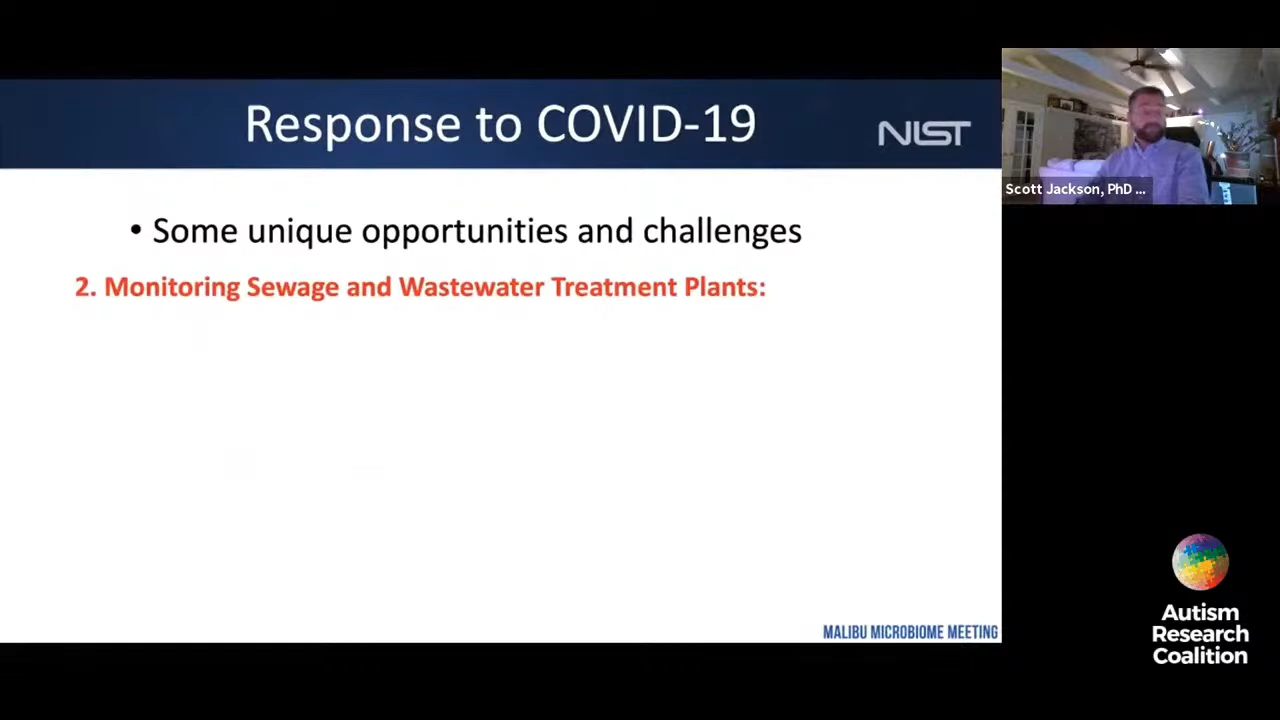 Response to COVID-19
NIST
• Some unique opportunities and challenges
2. Monitoring Sewage and Wastewater Treatment Plants:
MALIBU MICROBIOME MEETING
Scott Jackson, PhD ...
Autism
Research
Coalition